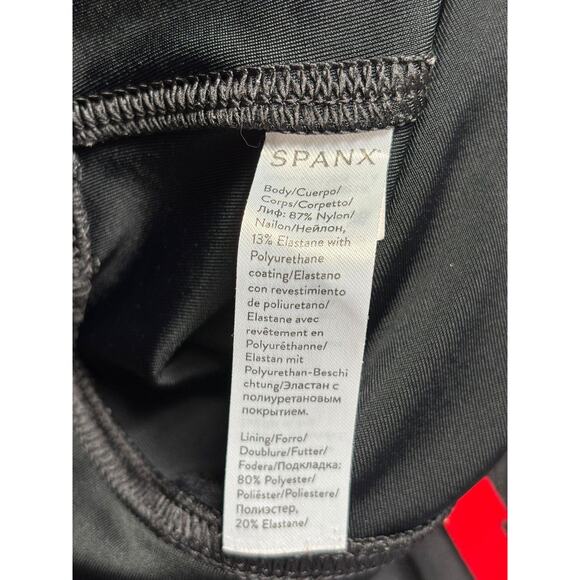 SPANX®
Body/Cuerpo/
Corps/Corpetto/
Лиф: 87% Nylon/
Nailon/Нейлон,
13% Elastane with
Polyurethane
coating/Elastano
con revestimiento
de poliuretano/
Elastane avec
revêtement en
Polyuréthanne/
Elastan mit
Polyurethan-Beschi
chtung/Эластан с
полиуретановым
покрытием.
Lining/Forro/
Doublure/Futter/
Fodera/Подкладка:
80% Polyester/
Poliéster/Poliestere/
Полиэстер,
20% Elastane/